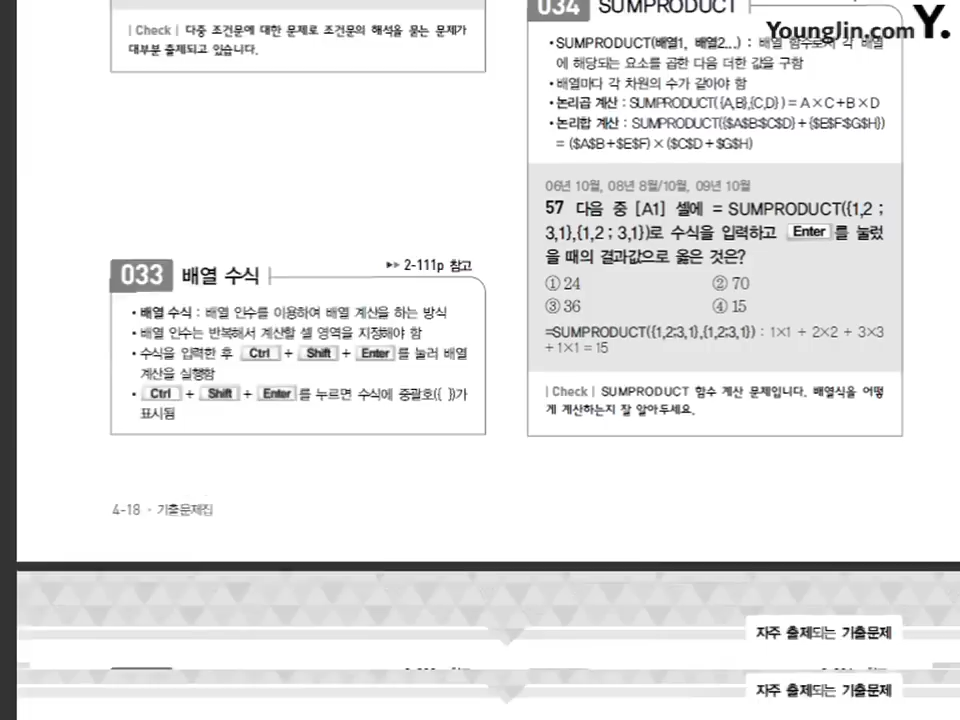 | Check | 다중 조건문에 대한 문제로 조건문의 해석을 묻는 문제가
대부분 출제되고 있습니다.
▶▶ 2-111p 참고
033 배열 수식
• 배열 수식 : 배열 인수를 이용하여 배열 계산을 하는 방식
• 배열 인수는 반복해서 계산할 셀 영역을 지정해야 함
• 수식을 입력한 후 Ctrl + Shift + Enter 를 눌러 배열
계산을 실행함
• Ctrl + Shift + Enter 를 누르면 수식에 중괄호({ })가
표시됨
4-18 • 기출문제집
034 SUMPRODUCT
Youngjin.com Y.
• SUMPRODUCT(배열1, 배열2...) : 배열 함수로서 각 배열
에 해당되는 요소를 곱한 다음 더한 값을 구함
• 배열마다 각 차원의 수가 같아야 함
• 논리곱 계산 : SUMPRODUCT({A,B},{C,D}) = A×C+B×D
• 논리합 계산 : SUMPRODUCT({$A$B:$C$D}+{$E$F:$G$H})
= ($A$B+$E$F)×($C$D+$G$H)
06년 10월, 08년 8월/10월, 09년 10월
57 다음 중 [A1] 셀에 = SUMPRODUCT({1,2 ;
3,1},{1,2 ; 3,1})로 수식을 입력하고 Enter 를 눌렀
을 때의 결과값으로 옳은 것은?
① 24 ② 70
③ 36 ④ 15
=SUMPRODUCT({1,2;3,1},{1,2;3,1}) : 1×1 + 2×2 + 3×3
+ 1×1 = 15
| Check | SUMPRODUCT 함수 계산 문제입니다. 배열식을 어떻
게 계산하는지 잘 알아두세요.
자주 출제되는 기출문제
자주 출제되는 기출문제